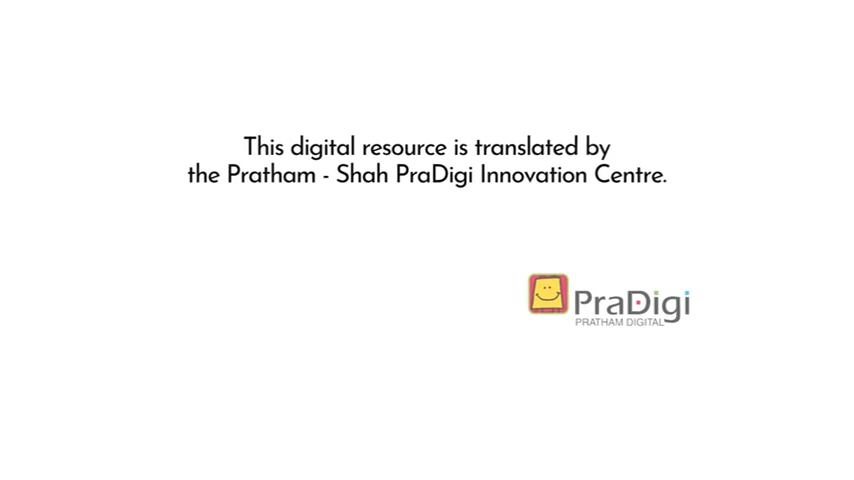 This digital resource is translated by
the Pratham - Shah PraDigi Innovation Centre.
PraDigi
PRATHAM DIGITAL